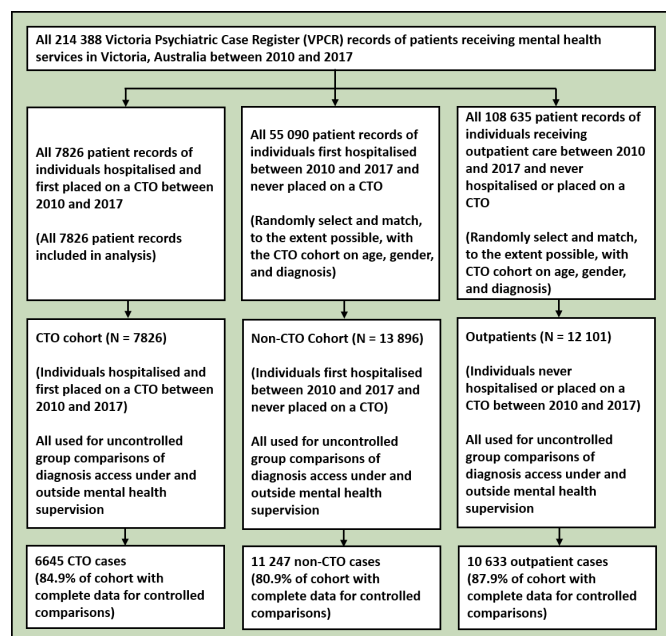 All 214 388 Victoria Psychiatric Case Register (VPCR) records of patients receiving mental health
services in Victoria, Australia between 2010 and 2017
All 7826 patient records of
individuals hospitalised and
first placed on a CTO between
2010 and 2017
(All 7826 patient records
included in analysis)
All 55 090 patient records of
individuals first hospitalised
between 2010 and 2017 and
never placed on a CTO
(Randomly select and match,
to the extent possible, with
the CTO cohort on age, gender,
and diagnosis)
All 108 635 patient records of
individuals receiving
outpatient care between 2010
and 2017 and never
hospitalised or placed on a
CTO
(Randomly select and match,
to the extent possible, with
CTO cohort on age, gender,
and diagnosis)
CTO cohort (N = 7826)
(Individuals hospitalised and
first placed on a CTO between
2010 and 2017)
All used for uncontrolled
group comparisons of
diagnosis access under and
outside mental health
supervision
Non-CTO Cohort (N = 13 896)
(Individuals first hospitalised
between 2010 and 2017 and
never placed on a CTO)
All used for uncontrolled
group comparisons of
diagnosis access under and
outside mental health
supervision
Outpatients (N = 12 101)
(Individuals never
hospitalised or placed on a
CTO between 2010 and 2017)
All used for uncontrolled
group comparisons of
diagnosis access under and
outside mental health
supervision
6645 CTO cases
(84.9% of cohort with
complete data for controlled
comparisons)
11 247 non-CTO cases
(80.9% of cohort with
complete data for controlled
comparisons)
10 633 outpatient cases
(87.9% of cohort with
complete data for controlled
comparisons)